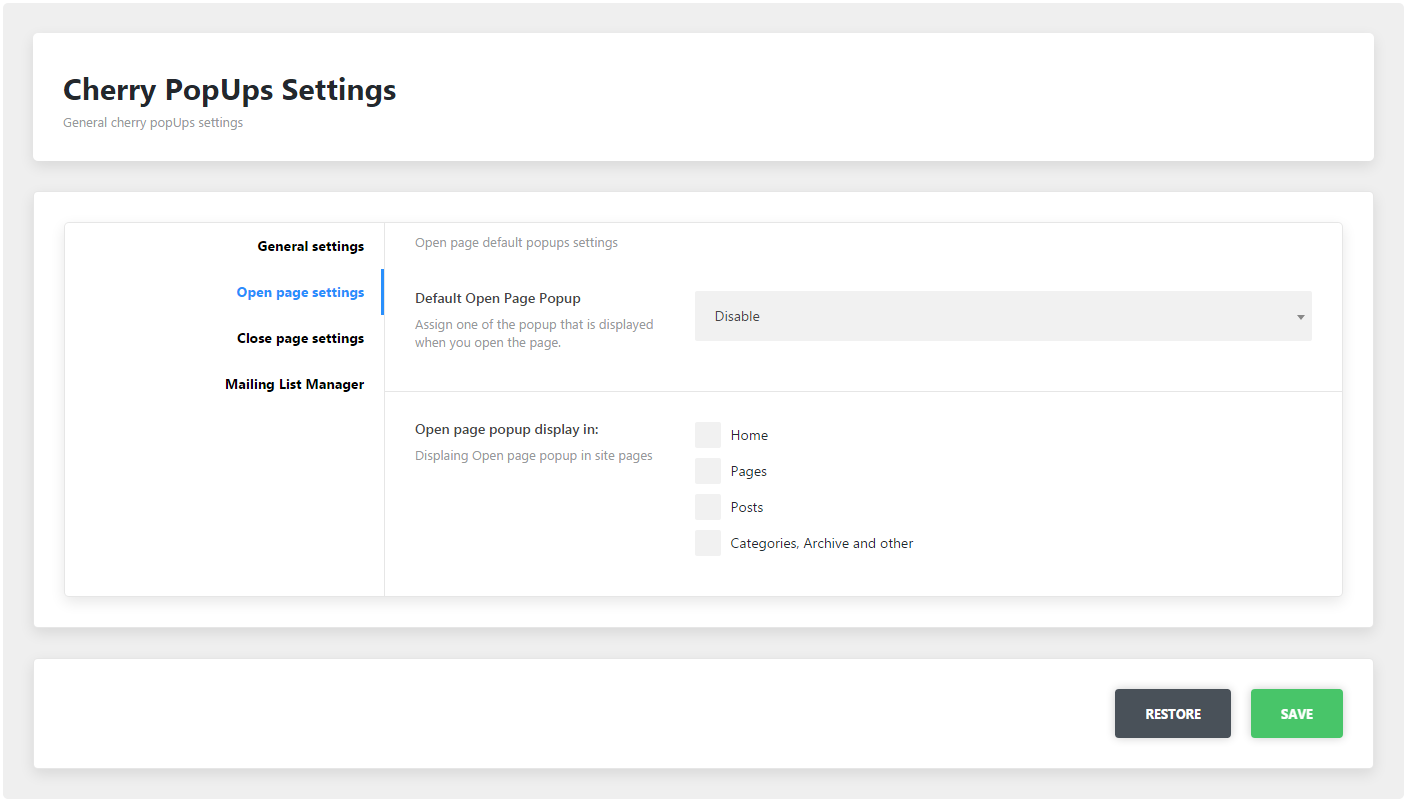 Cherry PopUps Settings
General cherry popUps settings
General settings
Open page settings
Close page settings
Mailing List Manager
Open page default popups settings
Default Open Page Popup
Assign one of the popup that is displayed
when you open the page.
Disable
Open page popup display in:
Displaing Open page popup in site pages
Home
Pages
Posts
Categories, Archive and other
RESTORE
SAVE